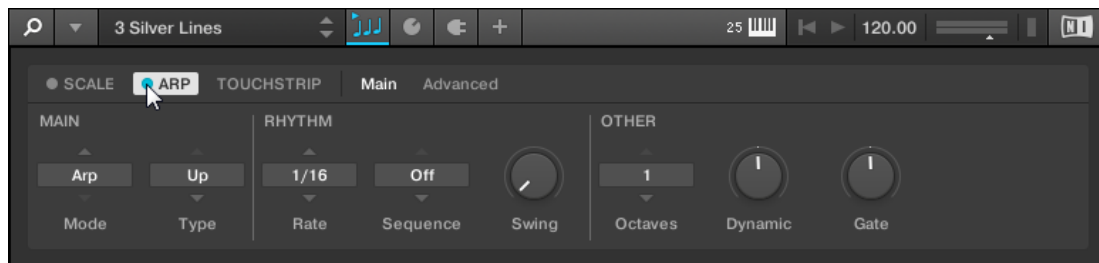 3 Silver Lines 25 120.00 NI
SCALE ARP TOUCHSTRIP Main Advanced
MAIN RHYTHM OTHER
Arp Up 1/16 Off 1
Mode Type Rate Sequence Swing Octaves Dynamic Gate